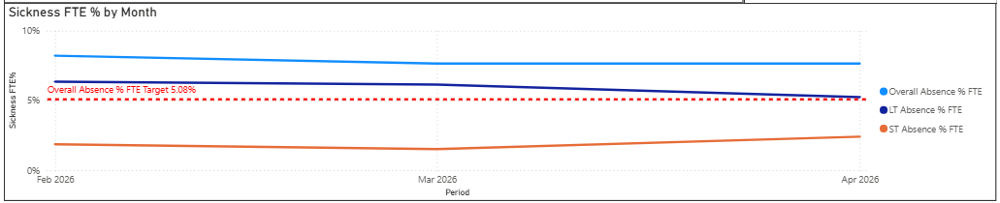 Sickness FTE % by Month
10%
Overall Absence % FTE Target 5.08%
5%
0%
Sickness FTE%
Feb 2026
Mar 2026
Apr 2026
Period
Overall Absence % FTE
LT Absence % FTE
ST Absence % FTE